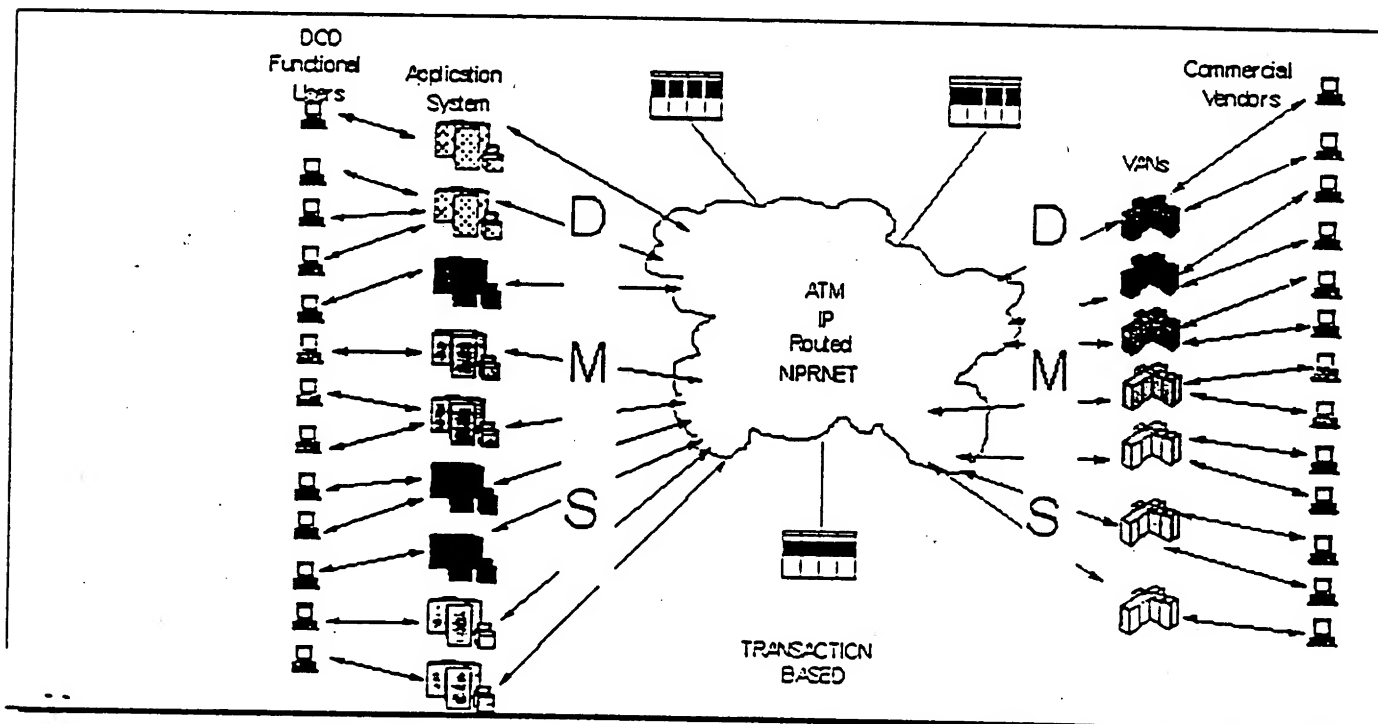 DOD
Functional
Users
Application
System
Commercial
Vendors
VANs
D
M
S
D
M
S
ATM
IP
Routed
NIPRNET
TRANSACTION
BASED